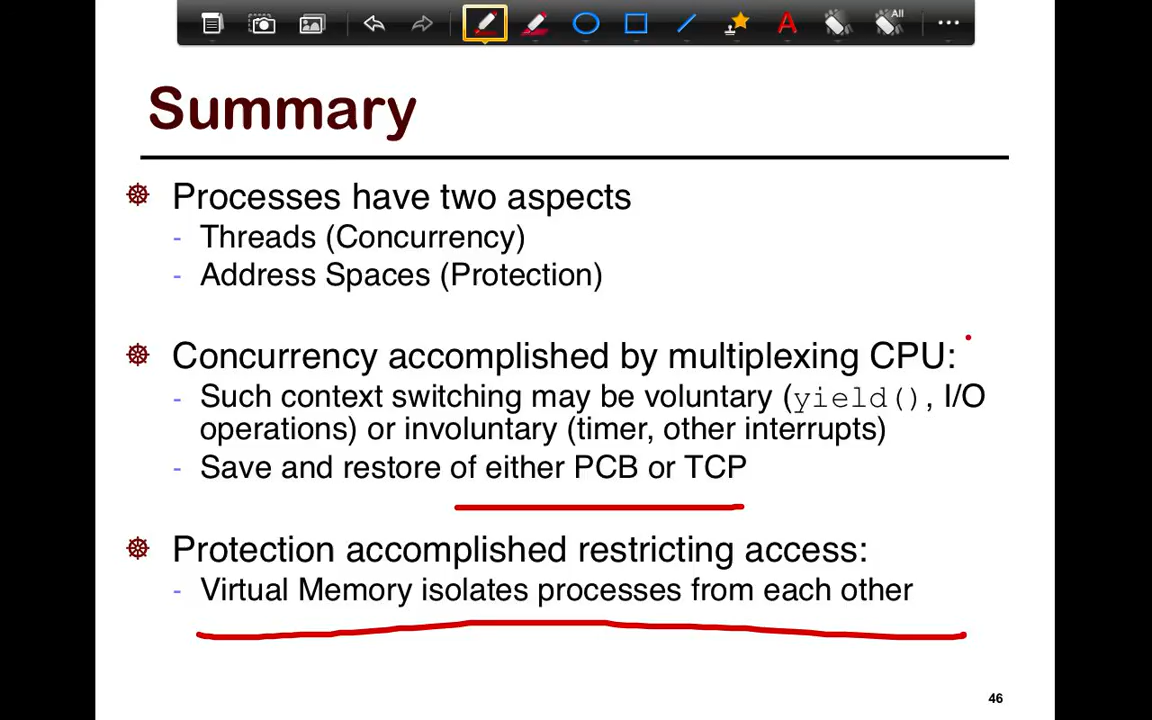 All
A
Summary
Processes have two aspects
- Threads (Concurrency)
- Address Spaces (Protection)
Concurrency accomplished by multiplexing CPU:
- Such context switching may be voluntary (yield(), I/O
operations) or involuntary (timer, other interrupts)
- Save and restore of either PCB or TCP
Protection accomplished restricting access:
- Virtual Memory isolates processes from each other
46